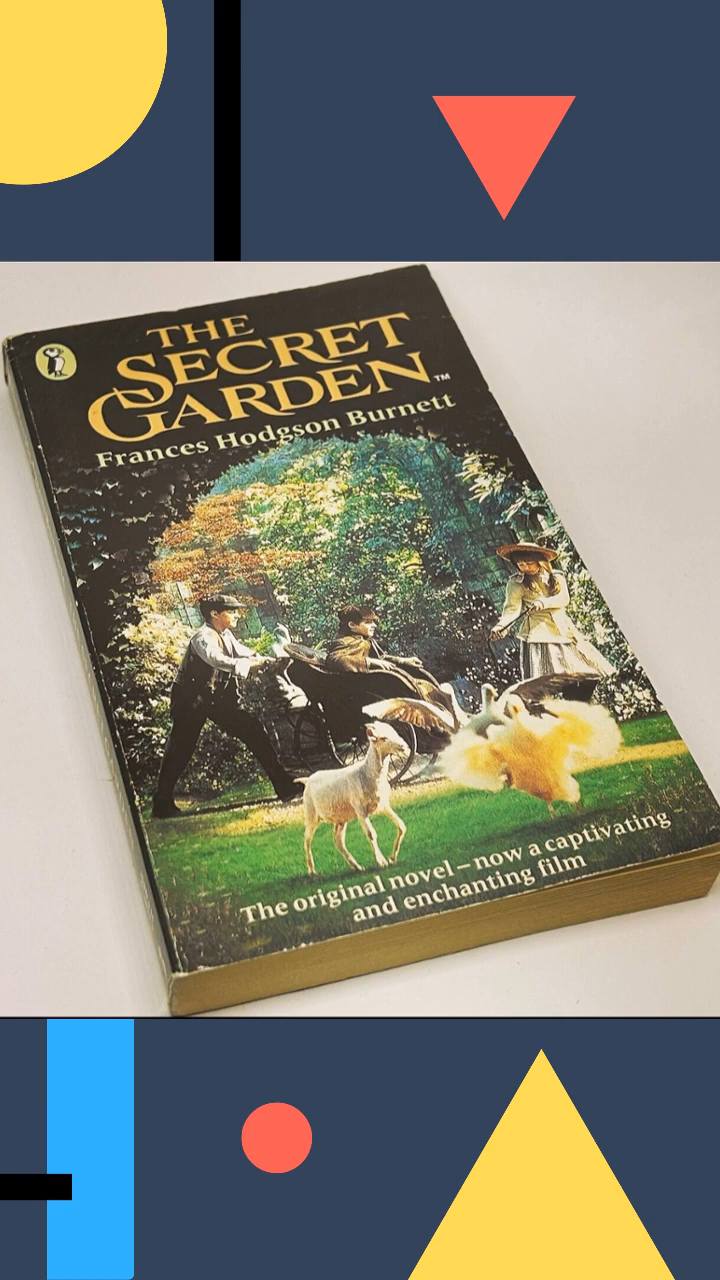 THE
SECRET
GARDEN™
Frances Hodgson Burnett
The original novel – now a captivating
and enchanting film